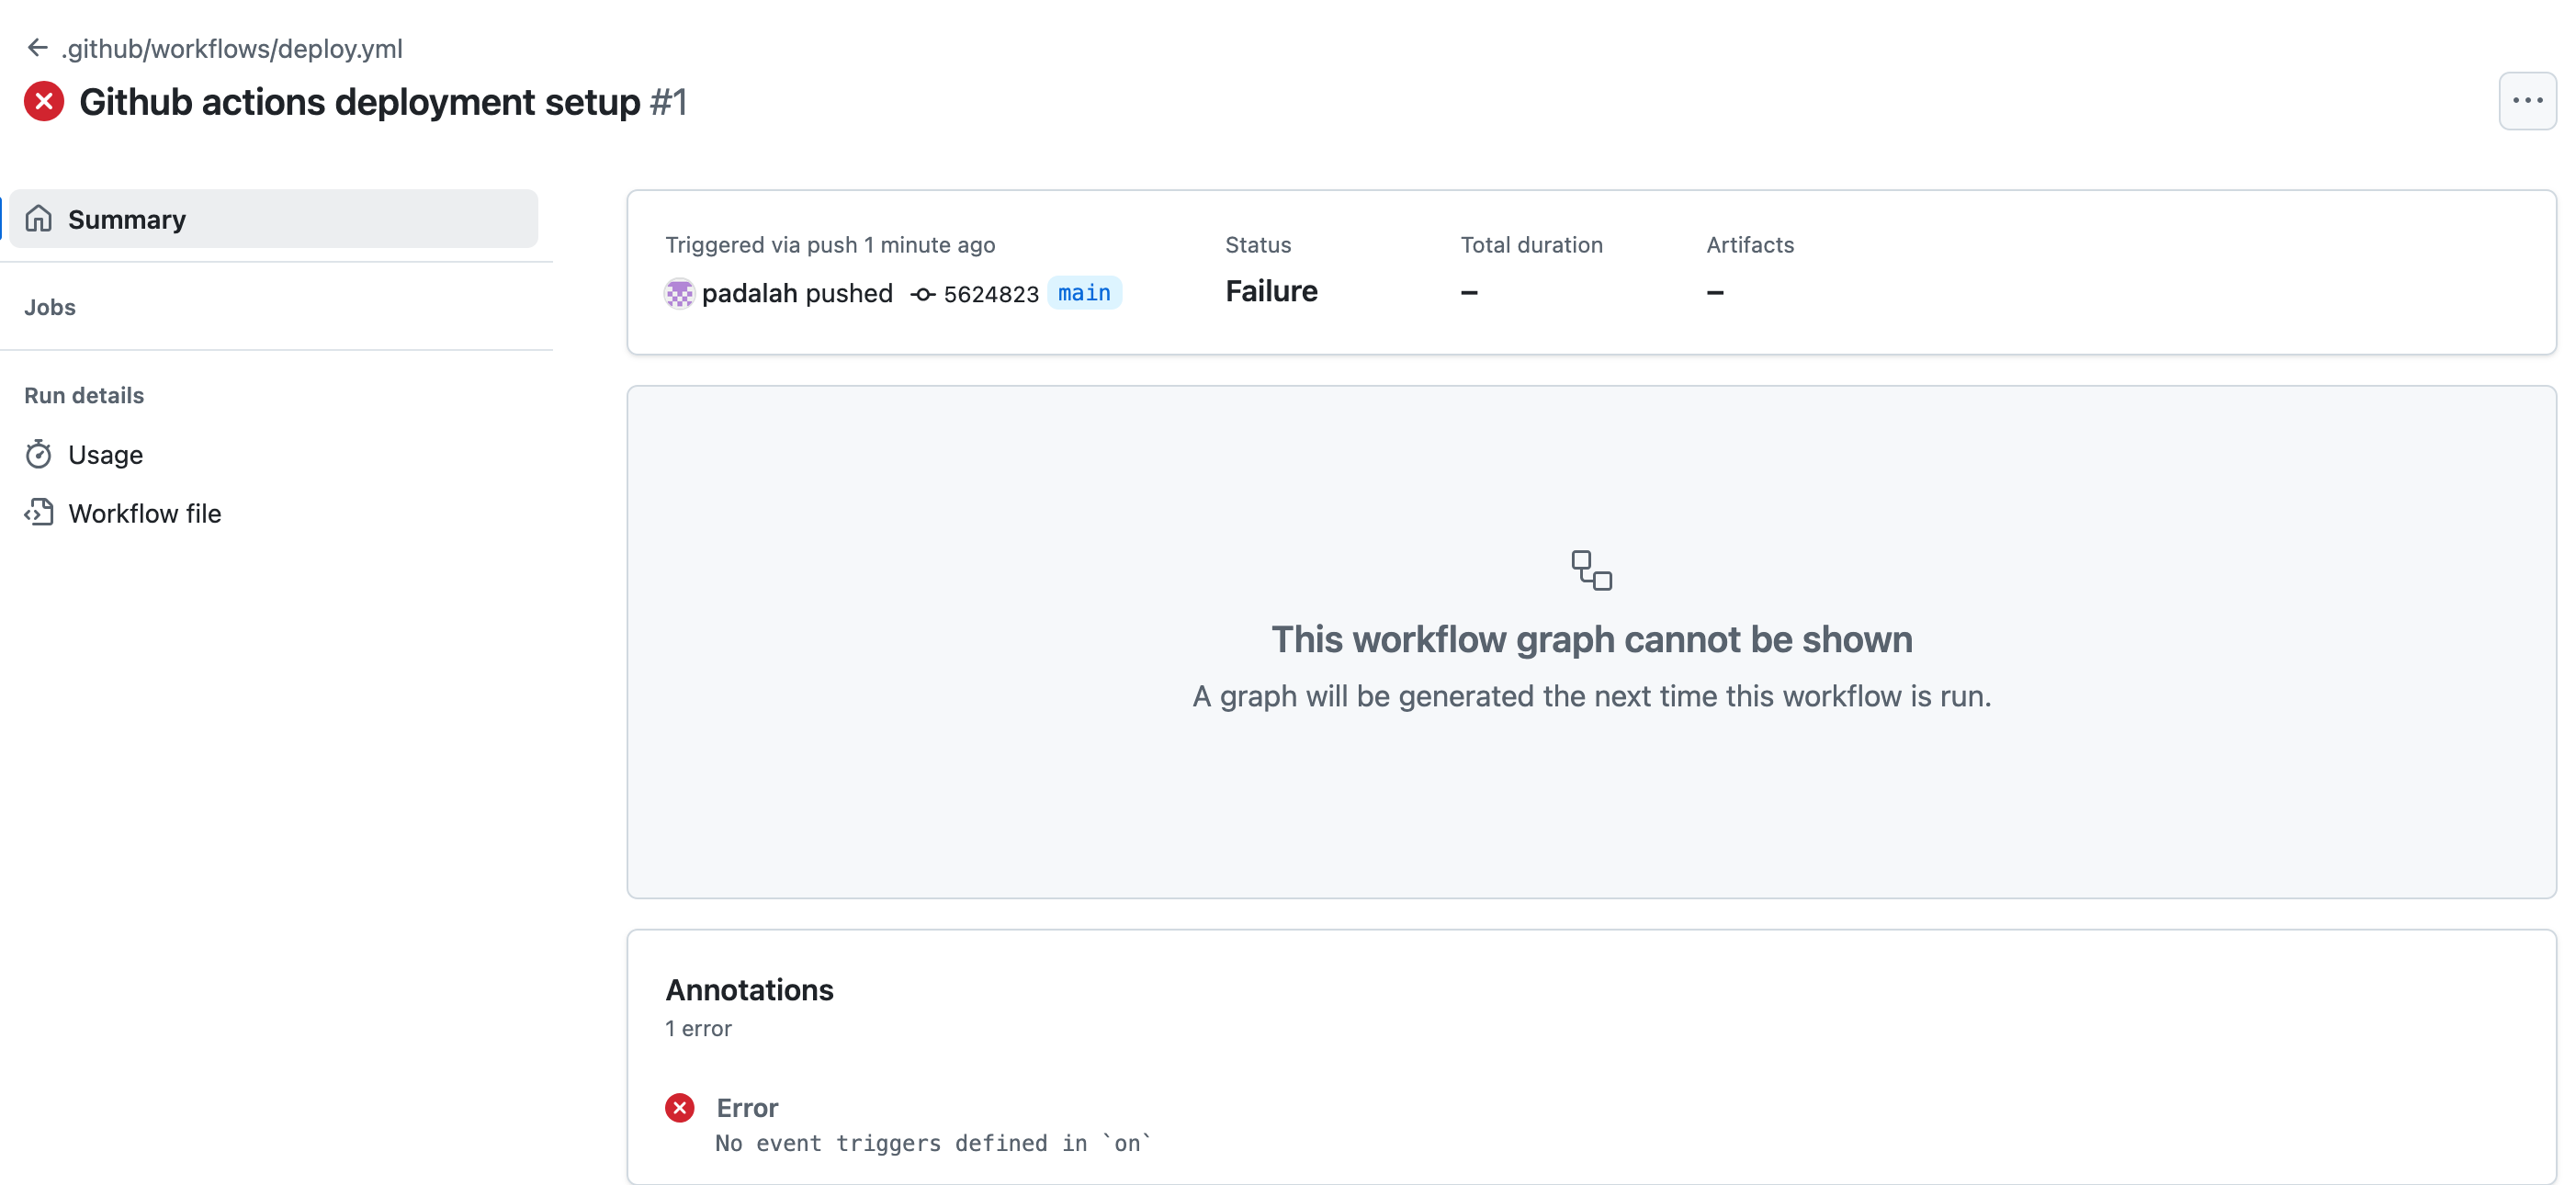 .github/workflows/deploy.yml
Github actions deployment setup #1
Summary
Jobs
Run details
Usage
Workflow file
Triggered via push 1 minute ago
padalah pushed 5624823 main
Status
Failure
Total duration
–
Artifacts
–
This workflow graph cannot be shown
A graph will be generated the next time this workflow is run.
Annotations
1 error
Error
No event triggers defined in `on`